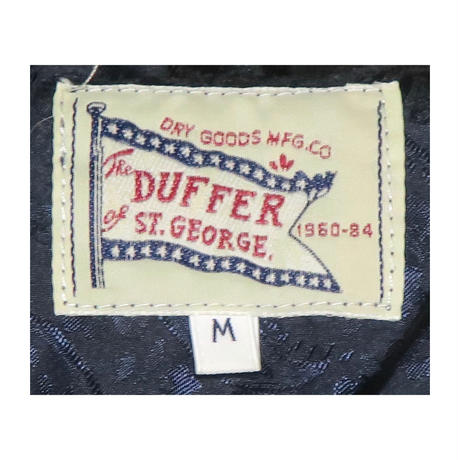 DRY GOODS MFG.CO
The DUFFER
of ST. GEORGE.
1960-84
M